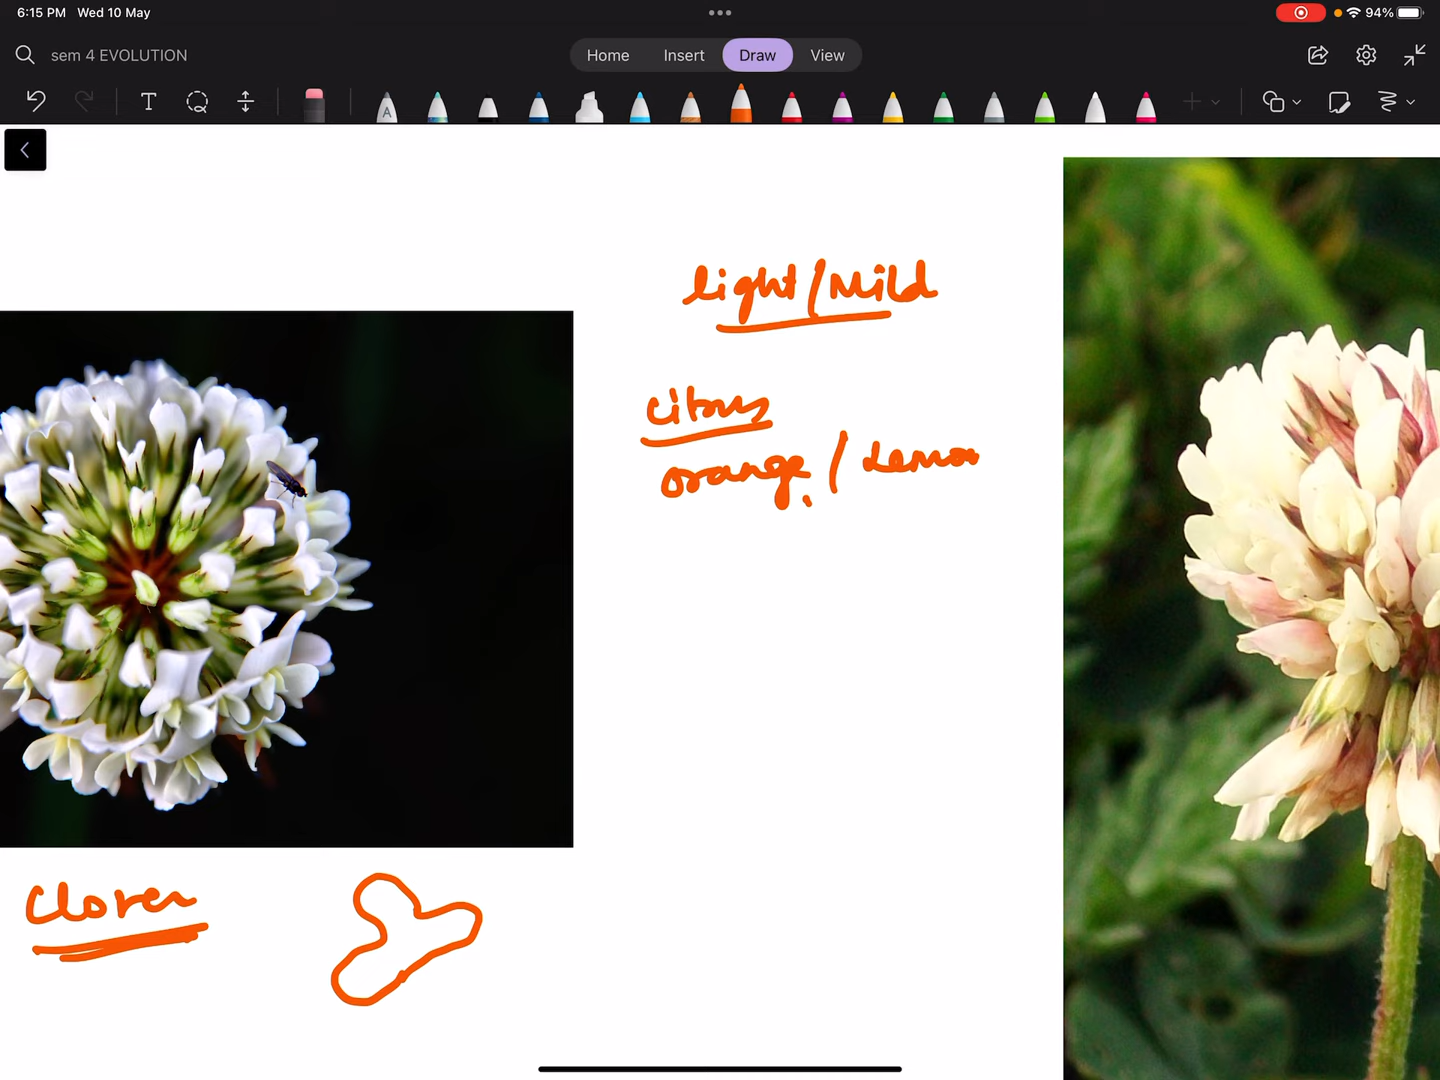 6:15 PM Wed 10 May
94%
sem 4 EVOLUTION
Home Insert Draw View
T
A
light/Mild
citrus
orange / Lemon
Clover